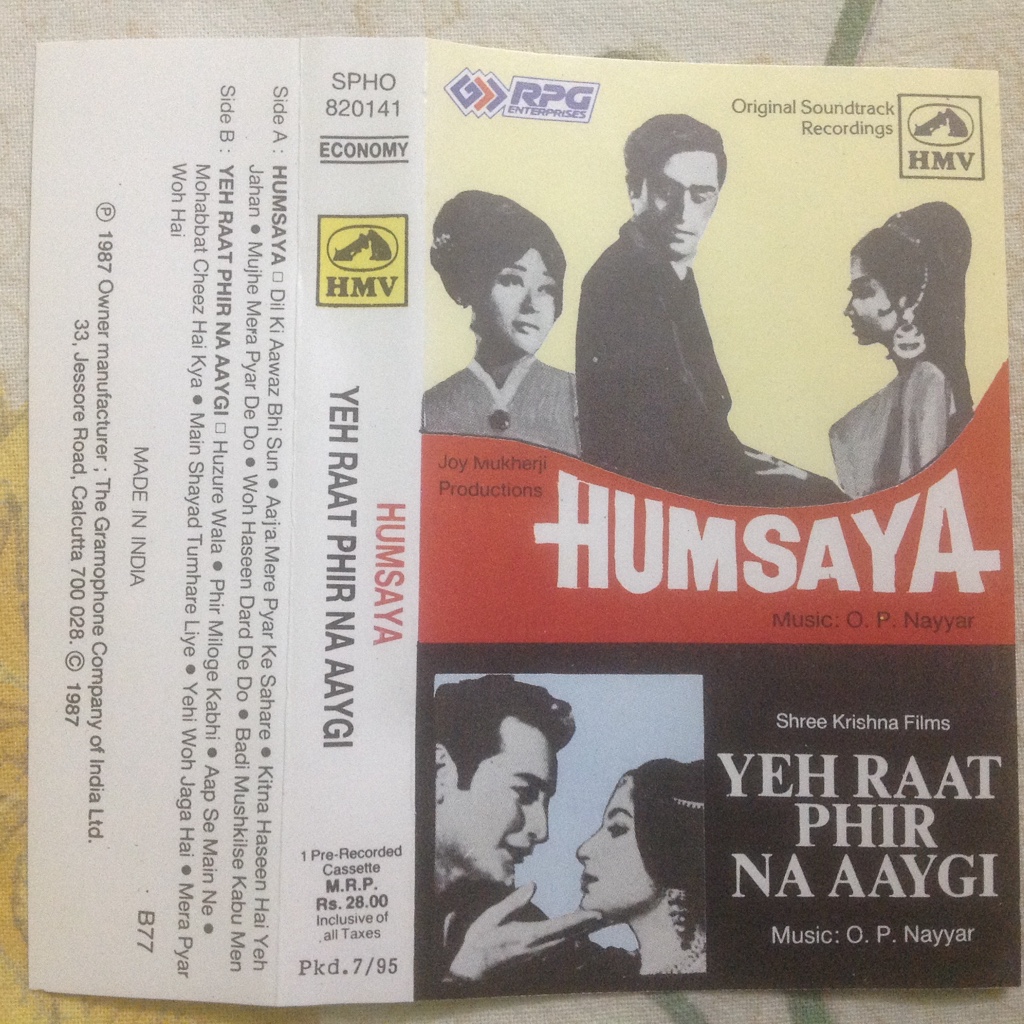 Side A : HUMSAYA □ Dil Ki Aawaz Bhi Sun ● Aaja Mere Pyar Ke Sahare ● Kitna Haseen Hai Yeh
Jahan ● Mujhe Mera Pyar De Do ● Woh Haseen Dard De Do ● Badi Mushkilse Kabu Men
Side B : YEH RAAT PHIR NA AAYGI □ Huzure Wala ● Phir Miloge Kabhi ● Aap Se Main Ne ●
Mohabbat Cheez Hai Kya ● Main Shayad Tumhare Liye ● Yehi Woh Jaga Hai ● Mera Pyar
Woh Hai
MADE IN INDIA
B77
℗ 1987 Owner manufacturer ; The Gramophone Company of India Ltd.
33, Jessore Road, Calcutta 700 028. © 1987
SPHO
820141
ECONOMY
HMV
HUMSAYA
YEH RAAT PHIR NA AAYGI
1 Pre-Recorded
Cassette
M.R.P.
Rs. 28.00
Inclusive of
all Taxes
Pkd.7/95
RPG
ENTERPRISES
Original Soundtrack
Recordings
HMV
Joy Mukherji
Productions
HUMSAYA
Music: O. P. Nayyar
Shree Krishna Films
YEH RAAT
PHIR
NA AAYGI
Music: O. P. Nayyar